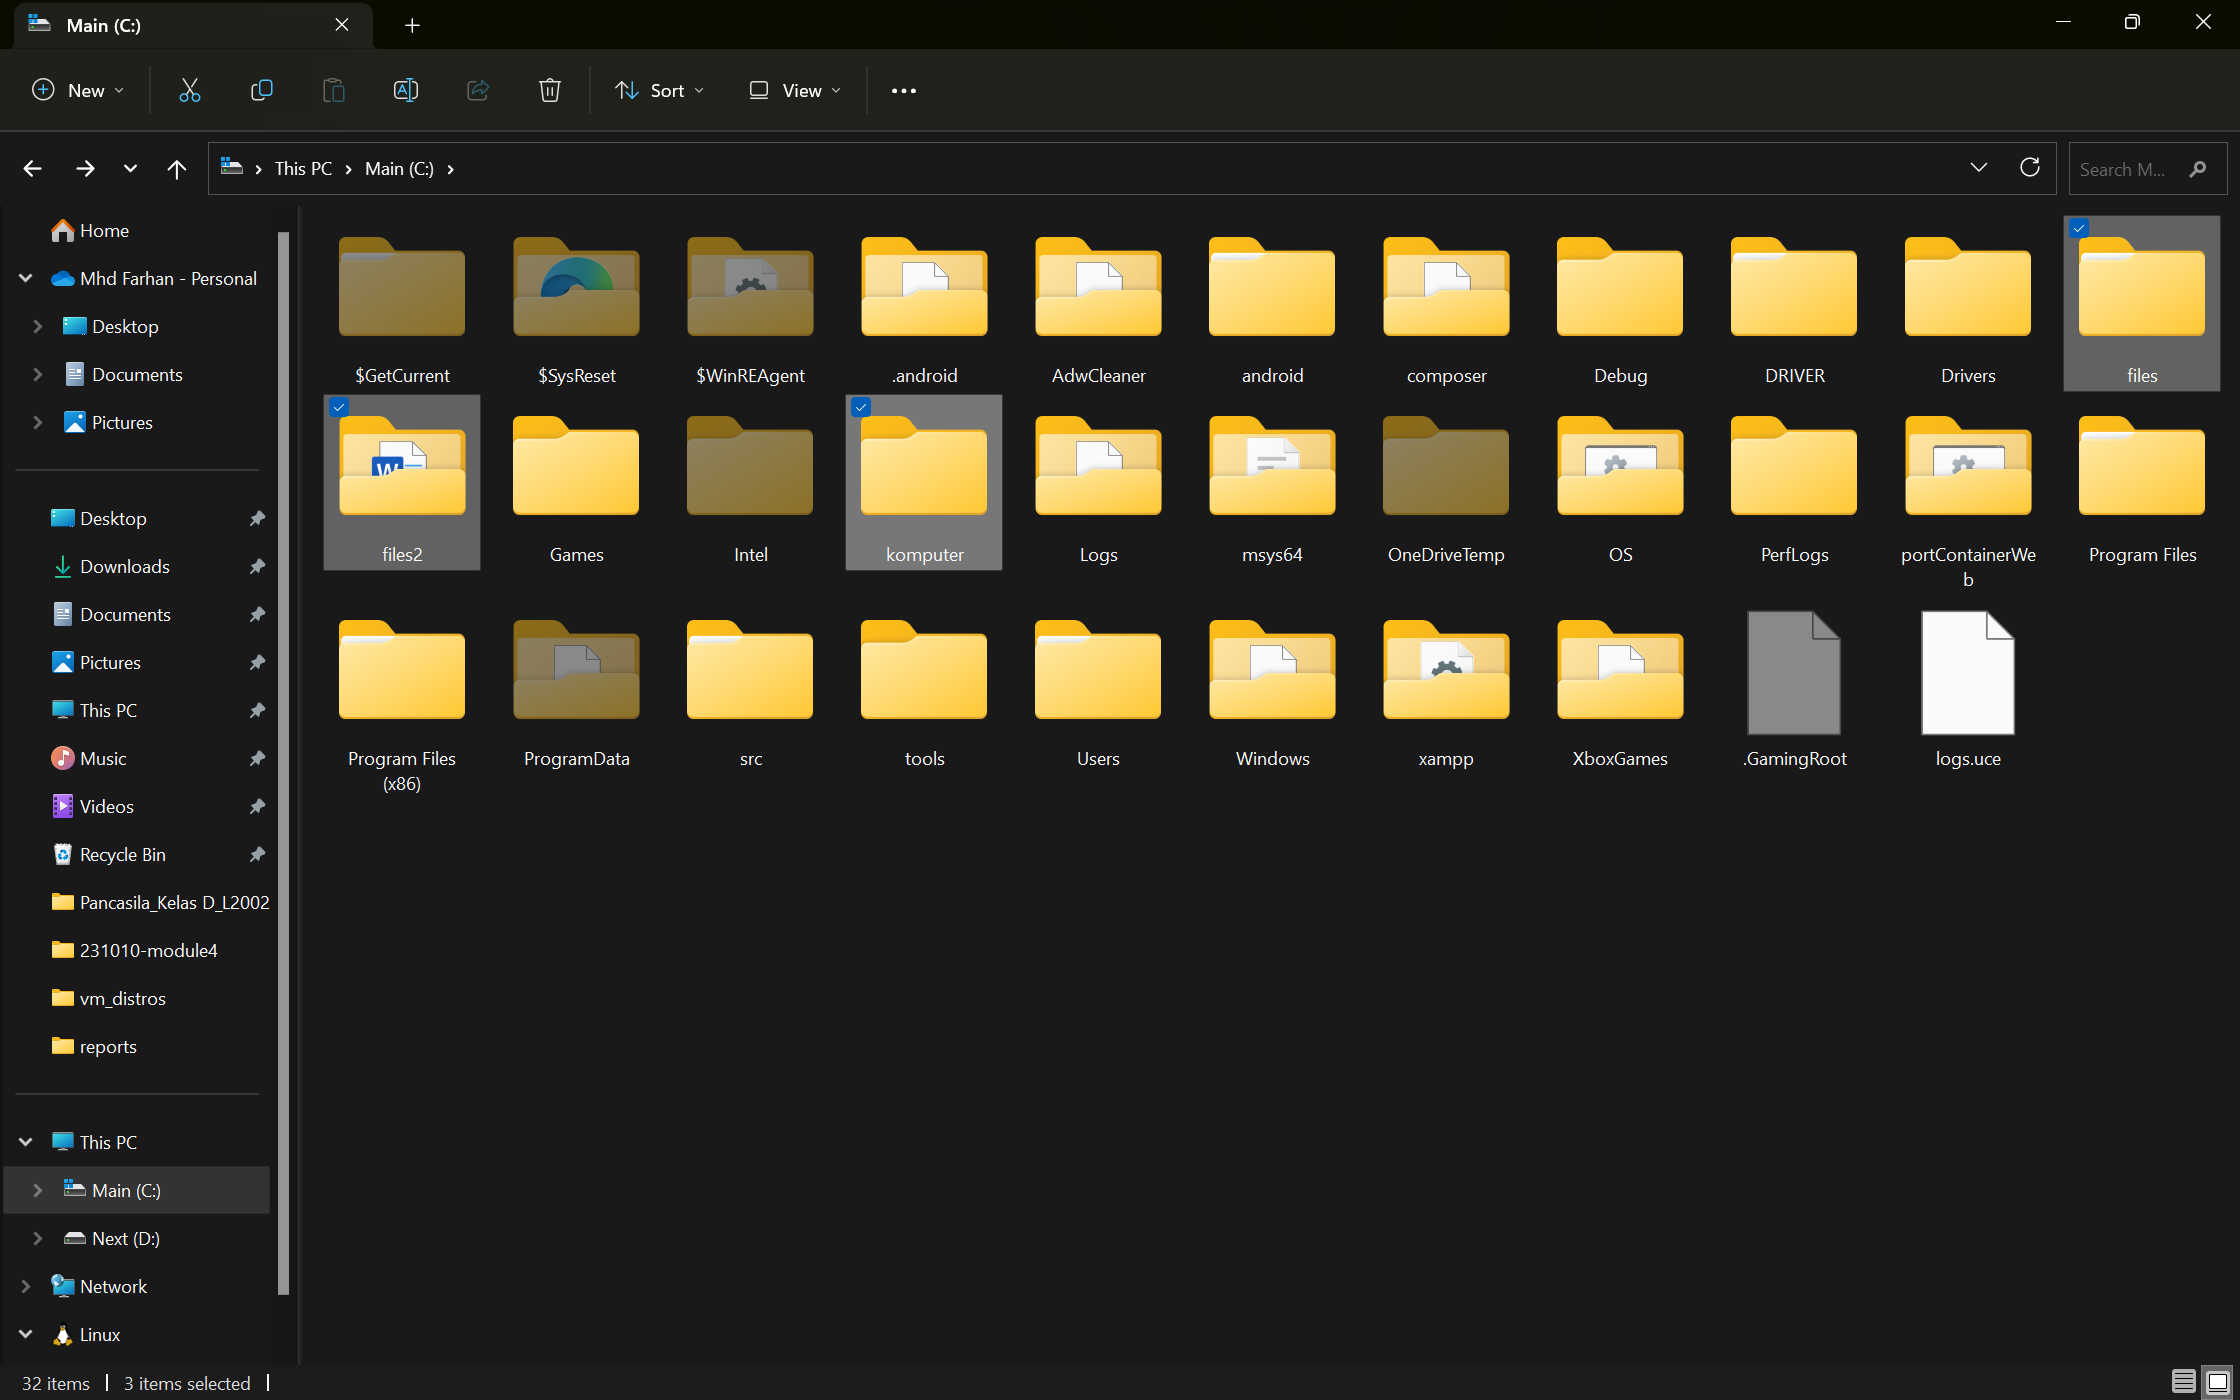 Main (C:)
New
Sort
View
This PC
Main (C:)
Search M...
Home
Mhd Farhan - Personal
Desktop
Documents
Pictures
Desktop
Downloads
Documents
Pictures
This PC
Music
Videos
Recycle Bin
Pancasila_Kelas D_L2002
231010-module4
vm_distros
reports
This PC
Main (C:)
Next (D:)
Network
Linux
$GetCurrent
$SysReset
$WinREAgent
.android
AdwCleaner
android
composer
Debug
DRIVER
Drivers
files
files2
Games
Intel
komputer
Logs
msys64
OneDriveTemp
OS
PerfLogs
portContainerWe
b
Program Files
Program Files
(x86)
ProgramData
src
tools
Users
Windows
xampp
XboxGames
.GamingRoot
logs.uce
32 items
3 items selected